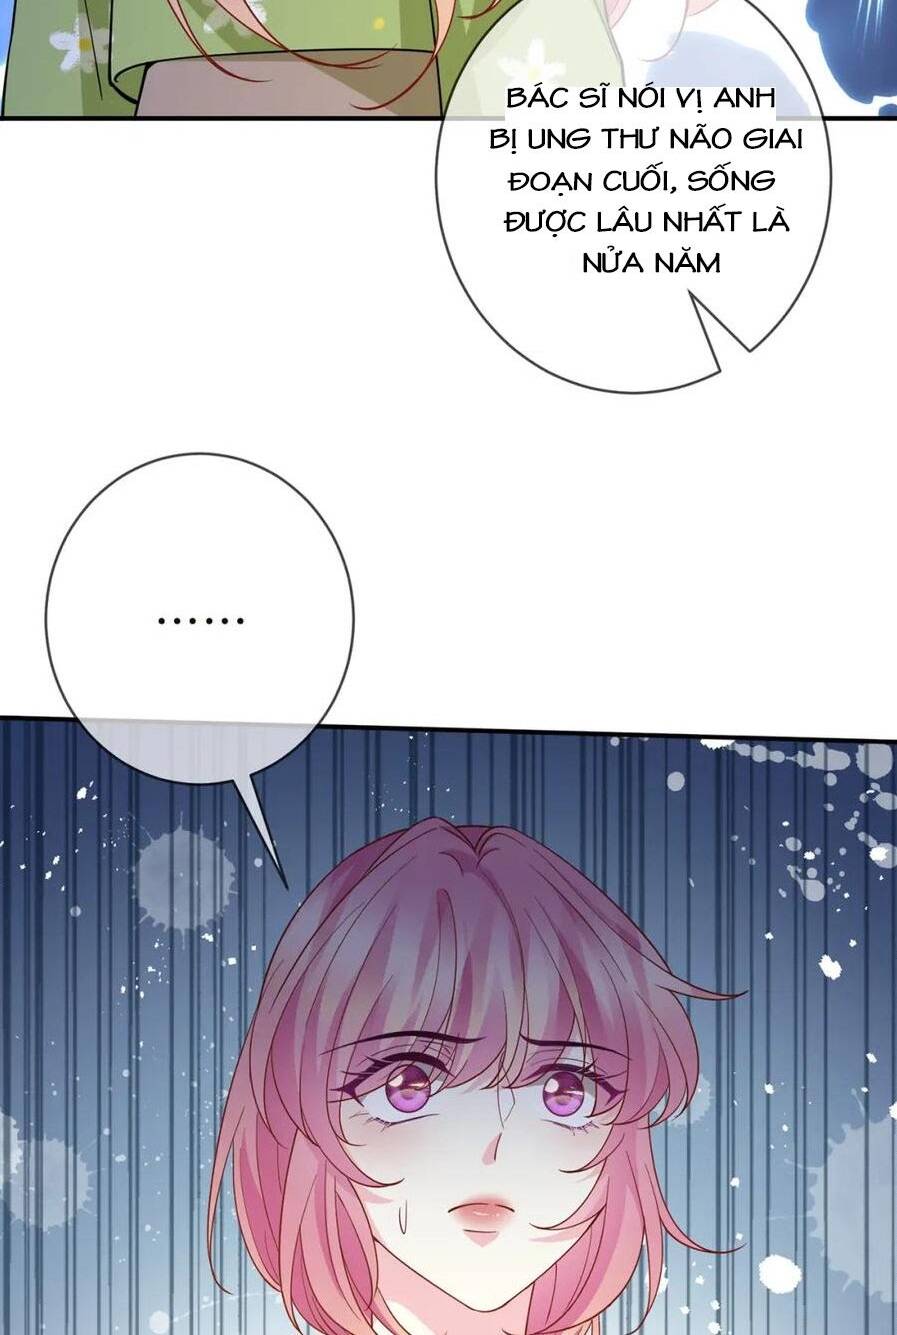 BÁC SĨ NÓI VỊ ANH
BỊ UNG THƯ NÃO GIAI
ĐOẠN CUỐI, SỐNG
ĐƯỢC LÂU NHẤT LÀ
NỬA NĂM
......